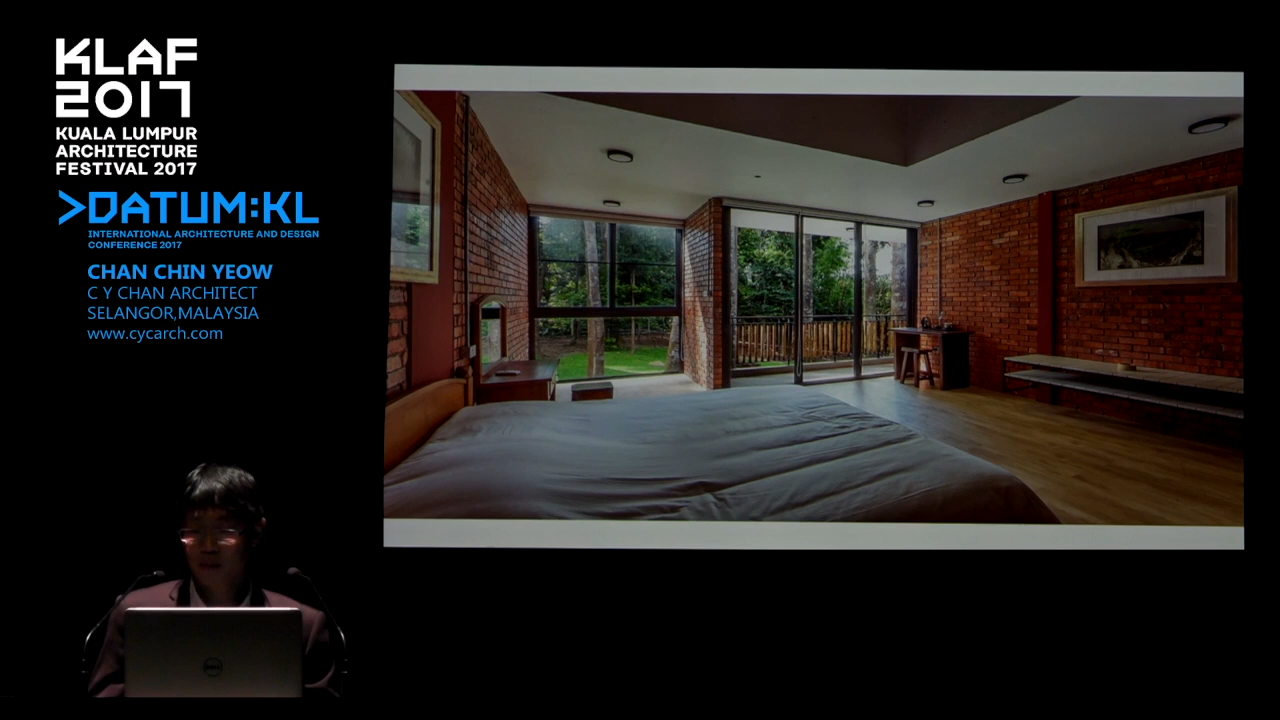 KLAF
2017
KUALA LUMPUR
ARCHITECTURE
FESTIVAL 2017
>DATUM:KL
INTERNATIONAL ARCHITECTURE AND DESIGN
CONFERENCE 2017
CHAN CHIN YEOW
C Y CHAN ARCHITECT
SELANGOR,MALAYSIA
www.cycarch.com
DELL